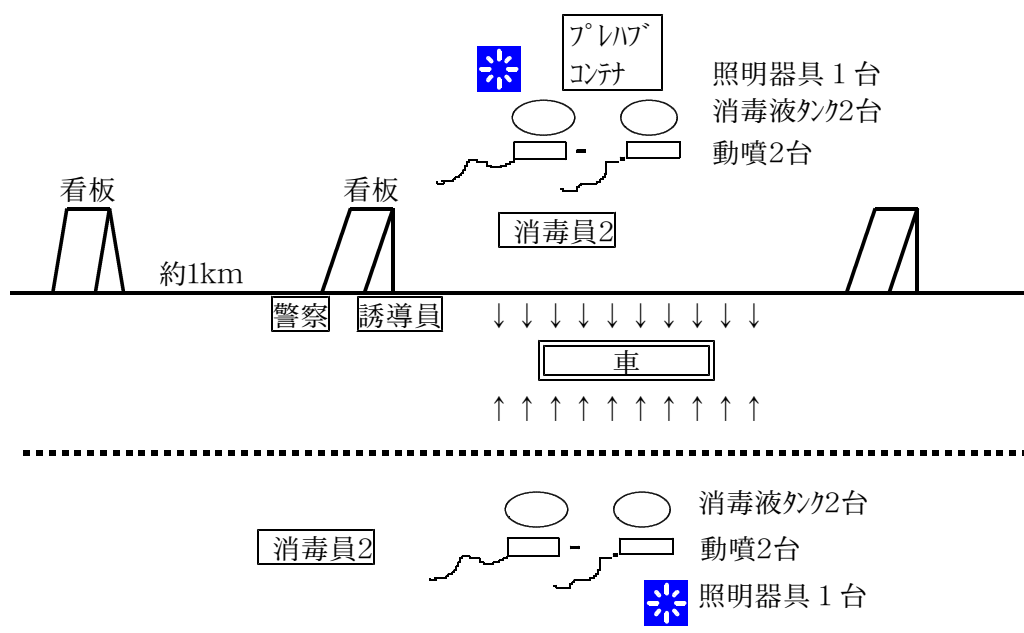 ﾌﾟﾚﾊﾌﾞ
ｺﾝﾃﾅ
照明器具１台
消毒液ﾀﾝｸ2台
動噴2台
看板
看板
消毒員2
約1km
警察
誘導員
↓↓↓↓↓↓↓↓↓↓
車
↑↑↑↑↑↑↑↑↑↑
消毒液ﾀﾝｸ2台
消毒員2
動噴2台
照明器具１台